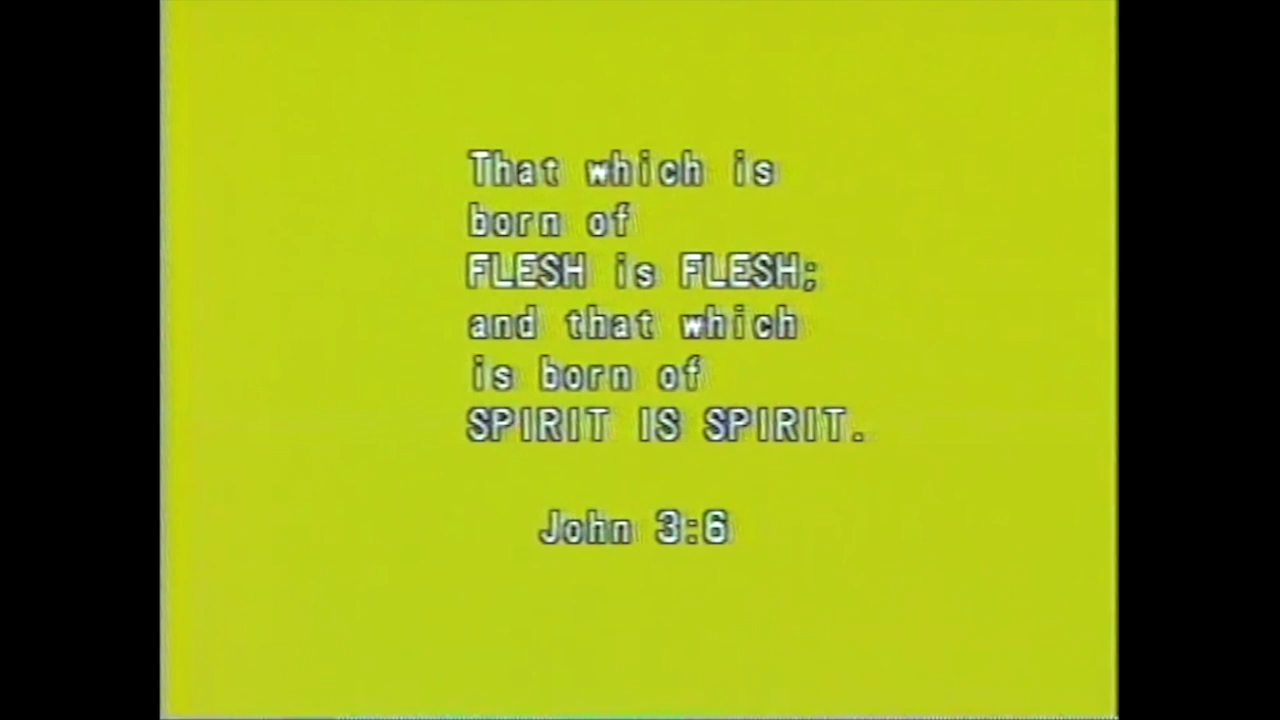 That which is
born of
FLESH is FLESH;
and that which
is born of
SPIRIT IS SPIRIT.
John 3:6